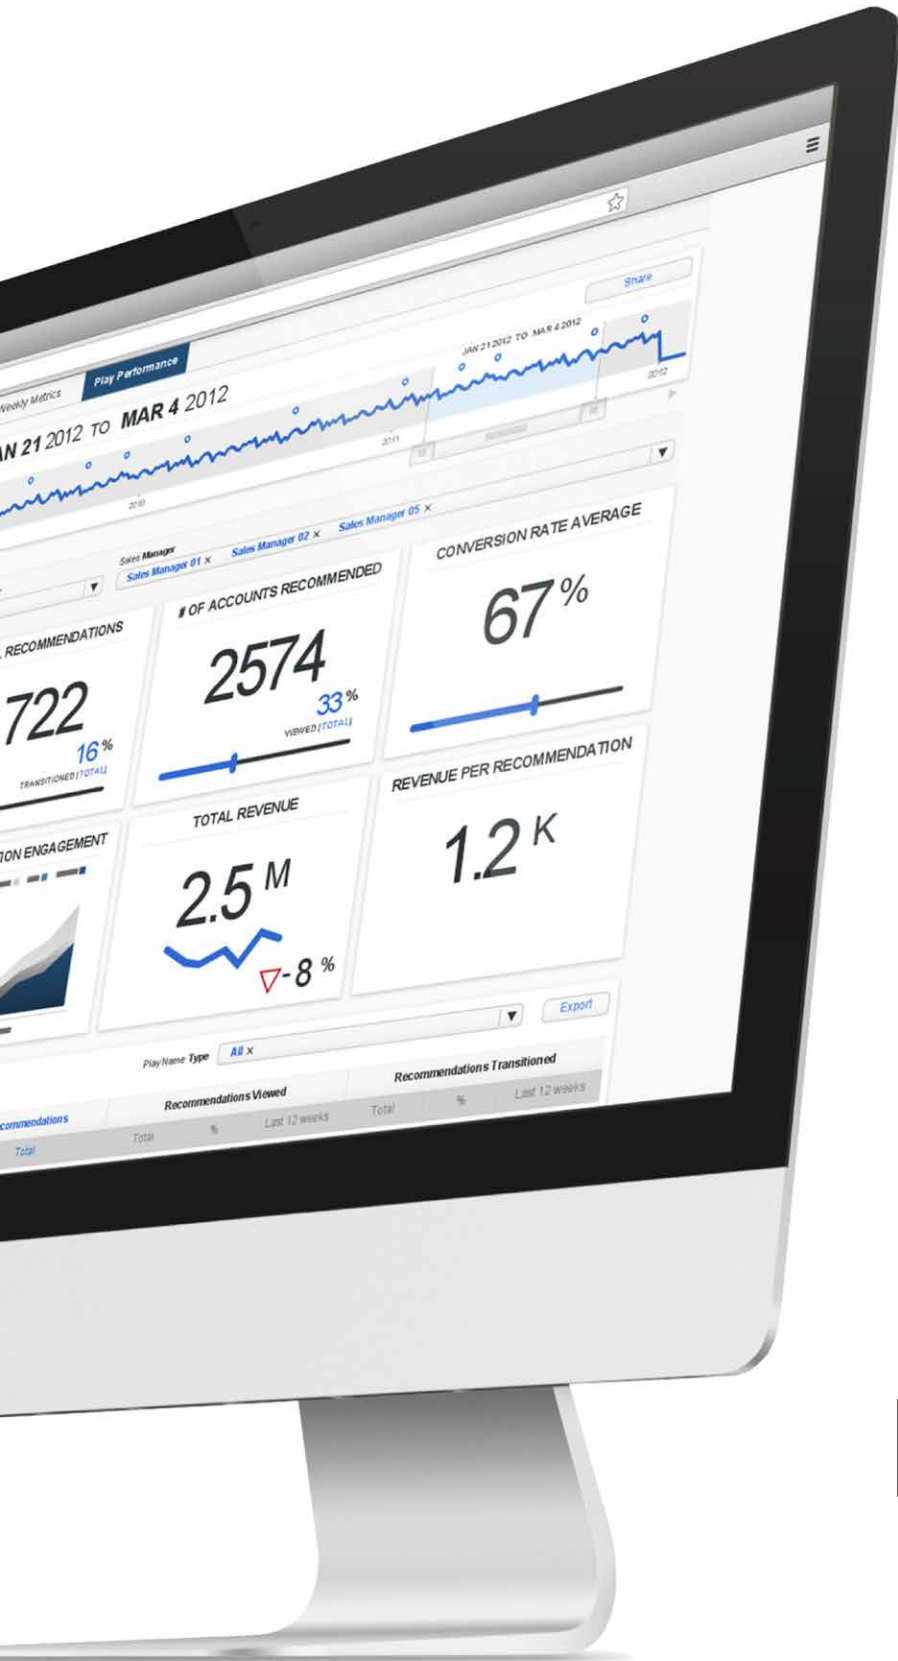 Share
Weekly Metrics
Play Performance
JAN 21 2012 TO MAR 4 2012
AN 21 2012 TO MAR 4 2012
2012
2011
2010
Sales Manager
Sales Manager 01 x Sales Manager 02 x Sales Manager 05 x
RECOMMENDATIONS
722
16%
TRANSITIONED [TOTAL]
# OF ACCOUNTS RECOMMENDED
2574
33%
VIEWED [TOTAL]
CONVERSION RATE AVERAGE
67%
ION ENGAGEMENT
TOTAL REVENUE
2.5 M
-8 %
REVENUE PER RECOMMENDATION
1.2 K
Play Name Type All x
Export
commendations Recommendations Viewed Recommendations Transitioned
Total Total % Last 12 weeks Total % Last 12 weeks